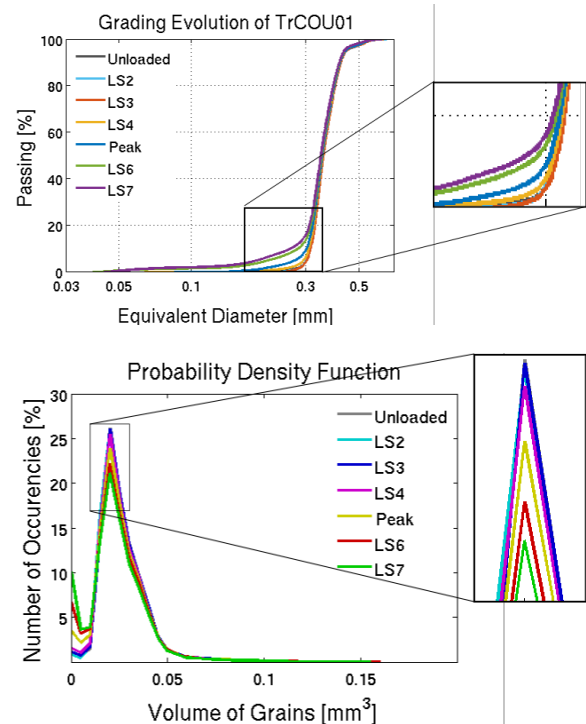 Grading Evolution of TrCOU01
100
80
60
40
20
0
Passing [%]
Unloaded
LS2
LS3
LS4
Peak
LS6
LS7
0.03 0.05 0.1 0.3 0.5
Equivalent Diameter [mm]
Probability Density Function
30
25
20
15
10
5
Number of Occurencies [%]
Unloaded
LS2
LS3
LS4
Peak
LS6
LS7
0 0.05 0.1 0.15
Volume of Grains [mm³]